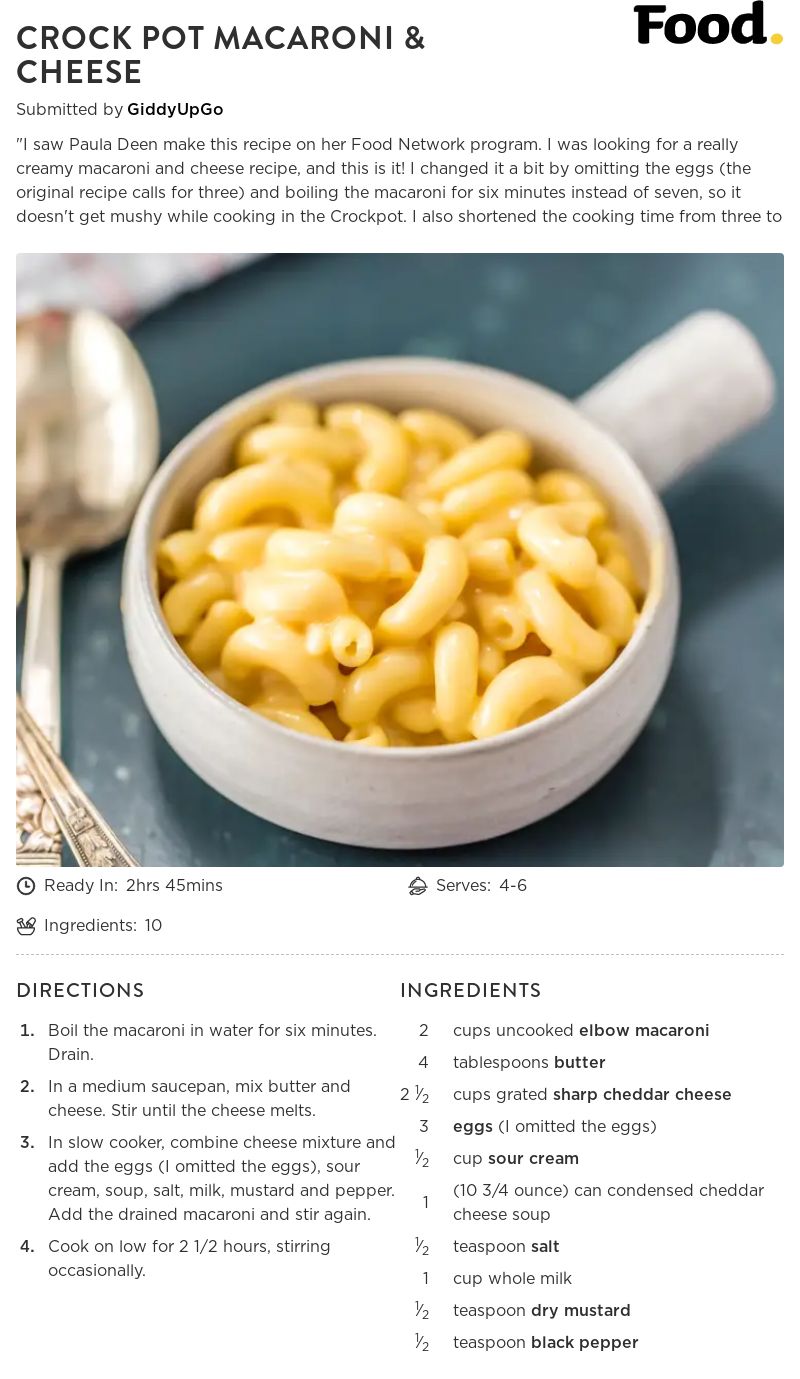 Food.
CROCK POT MACARONI &
CHEESE
Submitted by GiddyUpGo
"I saw Paula Deen make this recipe on her Food Network program. I was looking for a really
creamy macaroni and cheese recipe, and this is it! I changed it a bit by omitting the eggs (the
original recipe calls for three) and boiling the macaroni for six minutes instead of seven, so it
doesn't get mushy while cooking in the Crockpot. I also shortened the cooking time from three to
Ready In: 2hrs 45mins
Serves: 4-6
Ingredients: 10
DIRECTIONS
1. Boil the macaroni in water for six minutes.
Drain.
2. In a medium saucepan, mix butter and
cheese. Stir until the cheese melts.
3. In slow cooker, combine cheese mixture and
add the eggs (I omitted the eggs), sour
cream, soup, salt, milk, mustard and pepper.
Add the drained macaroni and stir again.
4. Cook on low for 2 1/2 hours, stirring
occasionally.
INGREDIENTS
2 cups uncooked elbow macaroni
4 tablespoons butter
2 1⁄2 cups grated sharp cheddar cheese
3 eggs (I omitted the eggs)
1⁄2 cup sour cream
1 (10 3/4 ounce) can condensed cheddar
cheese soup
1⁄2 teaspoon salt
1 cup whole milk
1⁄2 teaspoon dry mustard
1⁄2 teaspoon black pepper